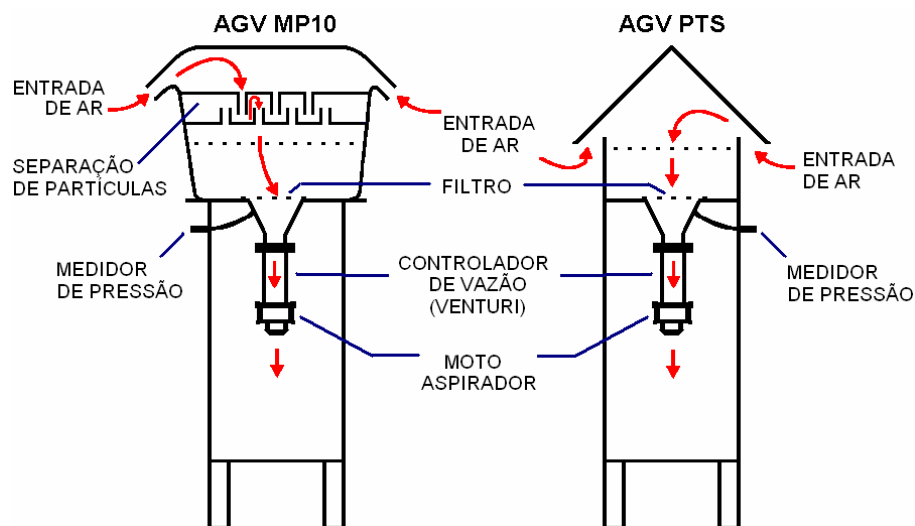 AGV MP10
AGV PTS
ENTRADA
DE AR
SEPARAÇÃO
DE PARTÍCULAS
MEDIDOR
DE PRESSÃO
ENTRADA
DE AR
FILTRO
CONTROLADOR
DE VAZÃO
(VENTURI)
MOTO
ASPIRADOR
ENTRADA
DE AR
MEDIDOR
DE PRESSÃO